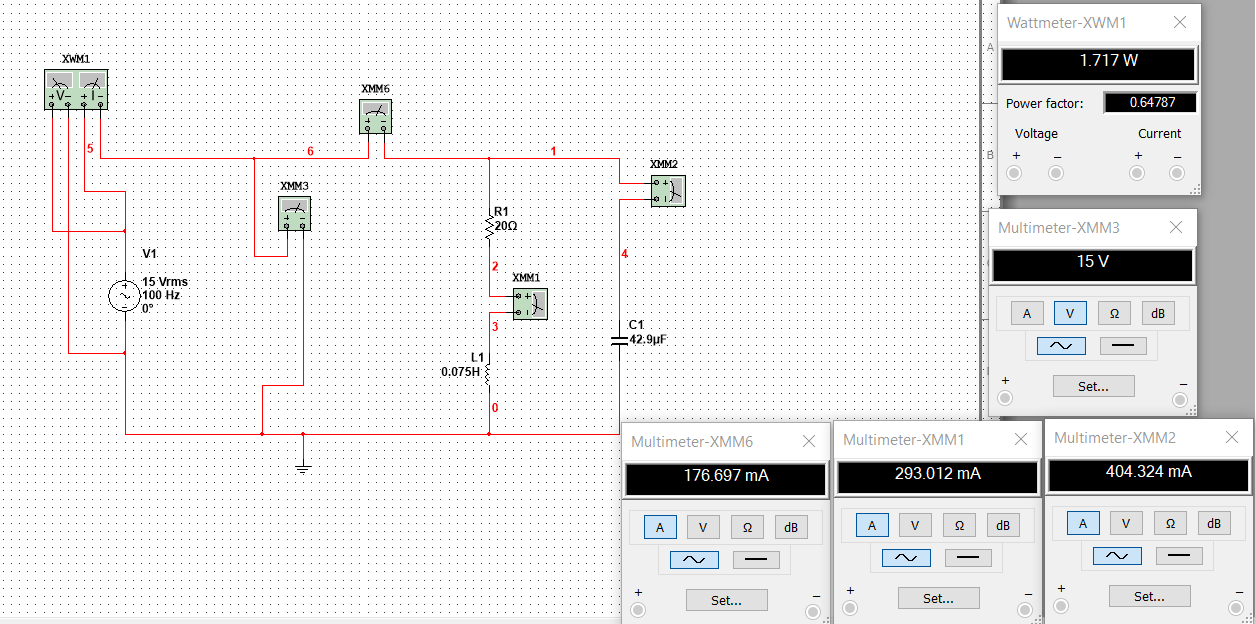 XWM1
V
I
5
6
XMM6
1
XMM2
XMM3
R1
20Ω
2
XMM1
3
4
V1
15 Vrms
100 Hz
0°
L1
0.075H
C1
42.9µF
0
A
B
Wattmeter-XWM1
1.717 W
Power factor: 0.64787
Voltage Current
+ − + −
Multimeter-XMM3
15 V
A V Ω dB
+ Set... −
Multimeter-XMM6
176.697 mA
A V Ω dB
+ Set... −
Multimeter-XMM1
293.012 mA
A V Ω dB
+ Set... −
Multimeter-XMM2
404.324 mA
A V Ω dB
+ Set... −